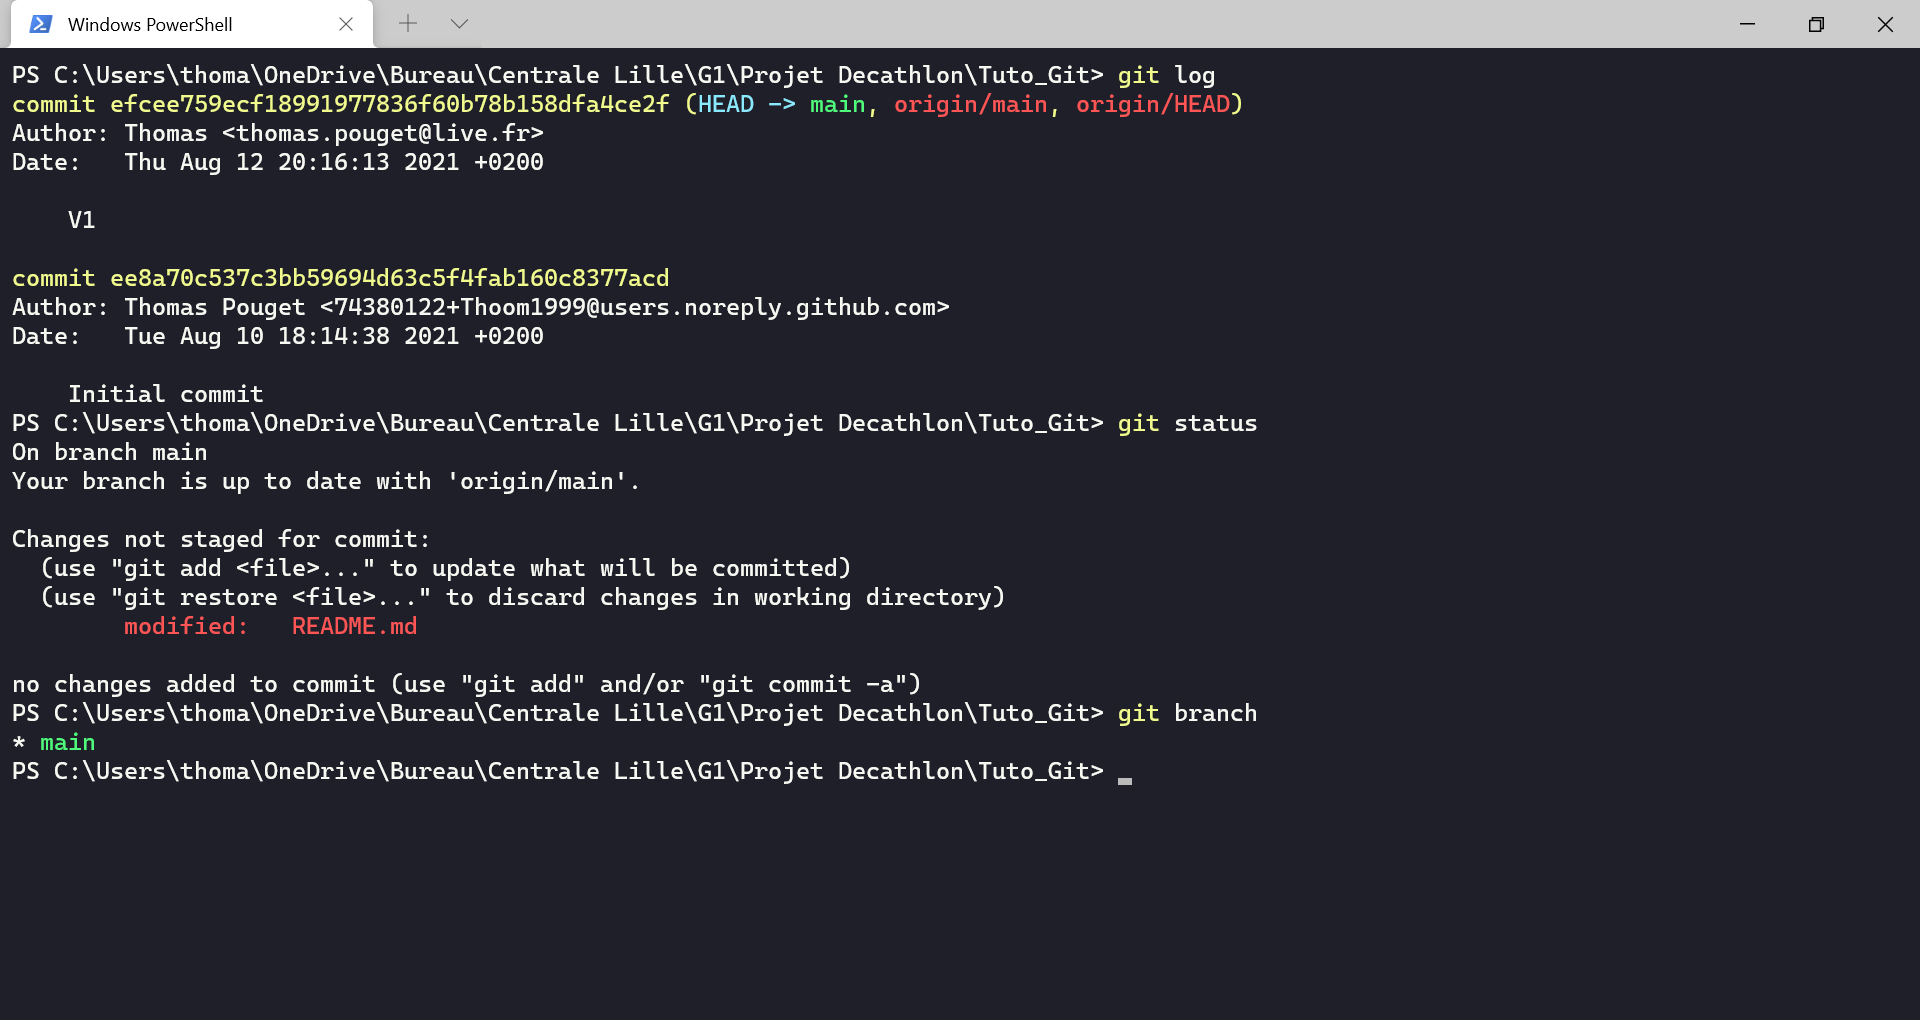 Windows PowerShell
PS C:\Users\thoma\OneDrive\Bureau\Centrale Lille\G1\Projet Decathlon\Tuto_Git> git log
commit efcee759ecf18991977836f60b78b158dfa4ce2f (HEAD -> main, origin/main, origin/HEAD)
Author: Thomas <thomas.pouget@live.fr>
Date:   Thu Aug 12 20:16:13 2021 +0200

    V1

commit ee8a70c537c3bb59694d63c5f4fab160c8377acd
Author: Thomas Pouget <74380122+Thoom1999@users.noreply.github.com>
Date:   Tue Aug 10 18:14:38 2021 +0200

    Initial commit
PS C:\Users\thoma\OneDrive\Bureau\Centrale Lille\G1\Projet Decathlon\Tuto_Git> git status
On branch main
Your branch is up to date with 'origin/main'.

Changes not staged for commit:
  (use "git add <file>..." to update what will be committed)
  (use "git restore <file>..." to discard changes in working directory)
        modified:   README.md

no changes added to commit (use "git add" and/or "git commit -a")
PS C:\Users\thoma\OneDrive\Bureau\Centrale Lille\G1\Projet Decathlon\Tuto_Git> git branch
* main
PS C:\Users\thoma\OneDrive\Bureau\Centrale Lille\G1\Projet Decathlon\Tuto_Git>